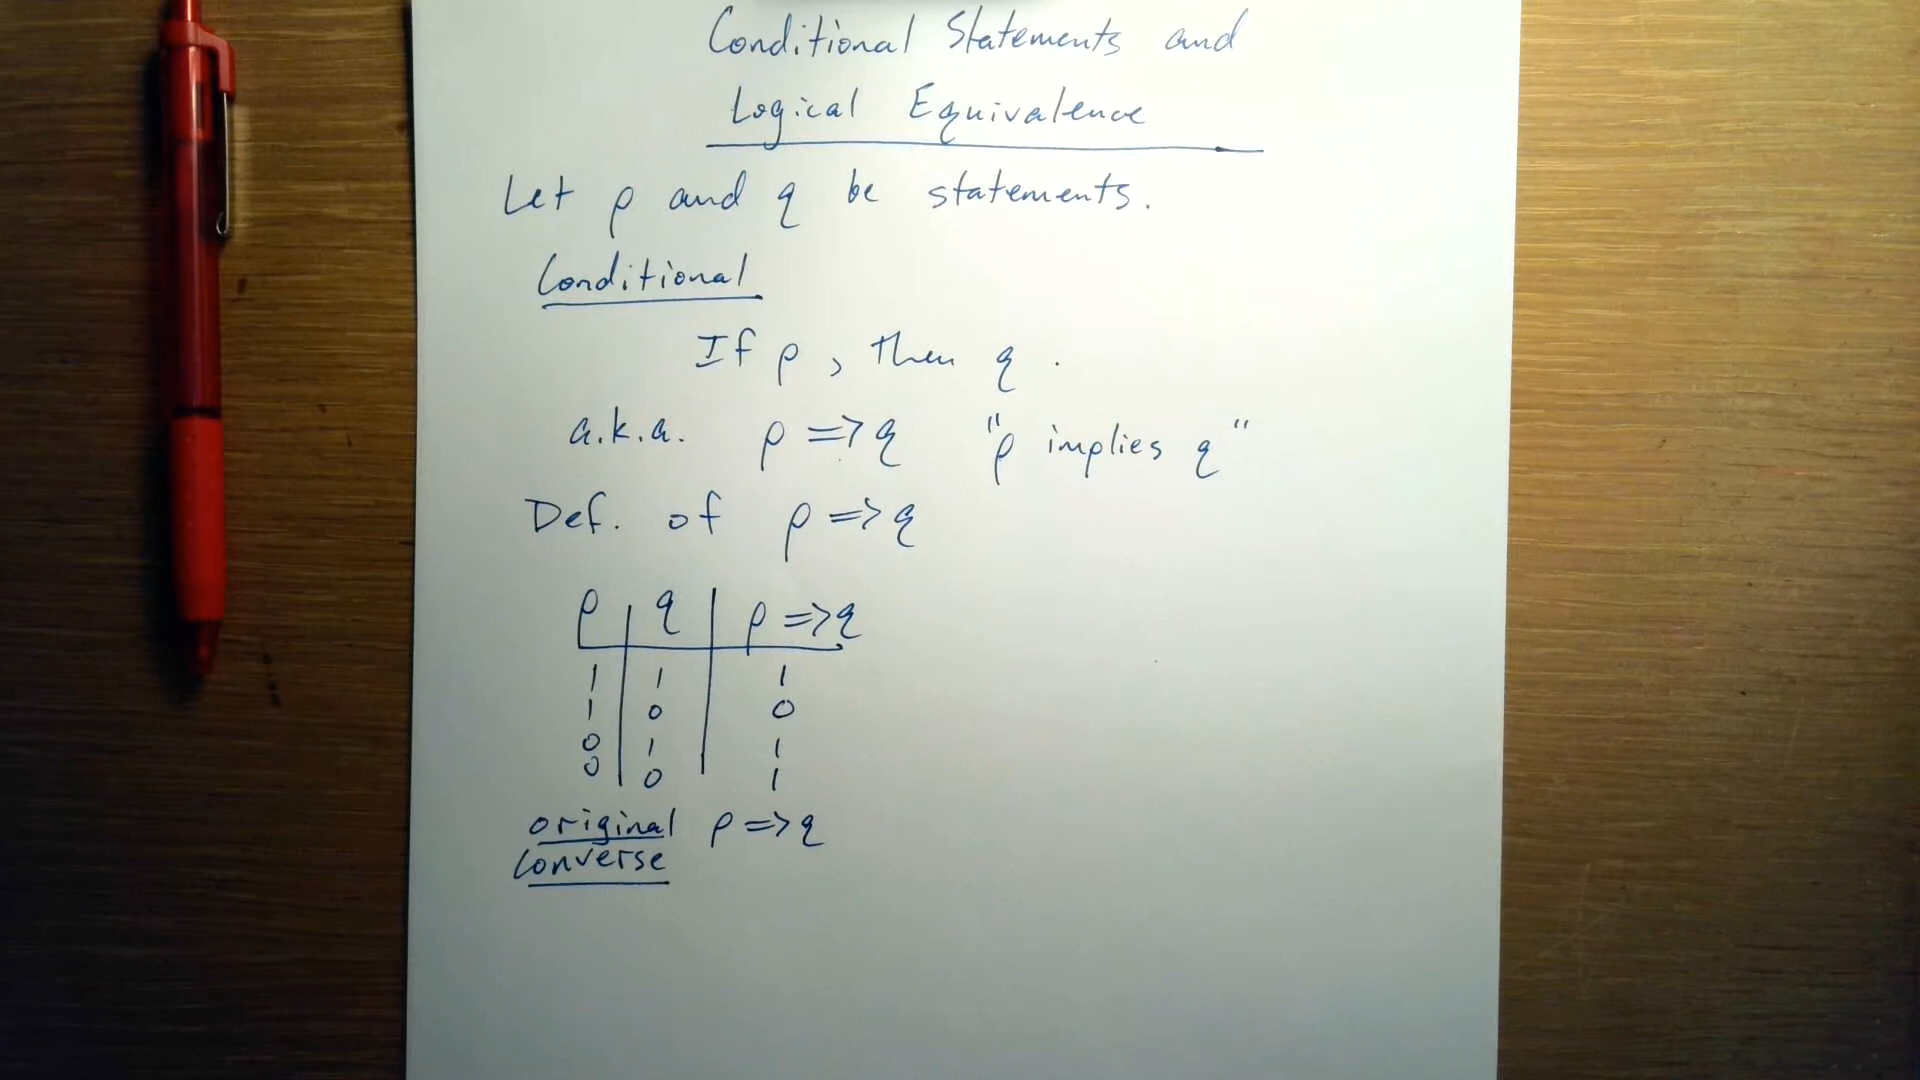 Conditional Statements and
Logical Equivalence
Let p and q be statements.
Conditional
If p, then q.
a.k.a. p => q "p implies q"
Def. of p => q
p q p => q
1 1 1
1 0 0
0 1 1
0 0 1
original p => q
converse